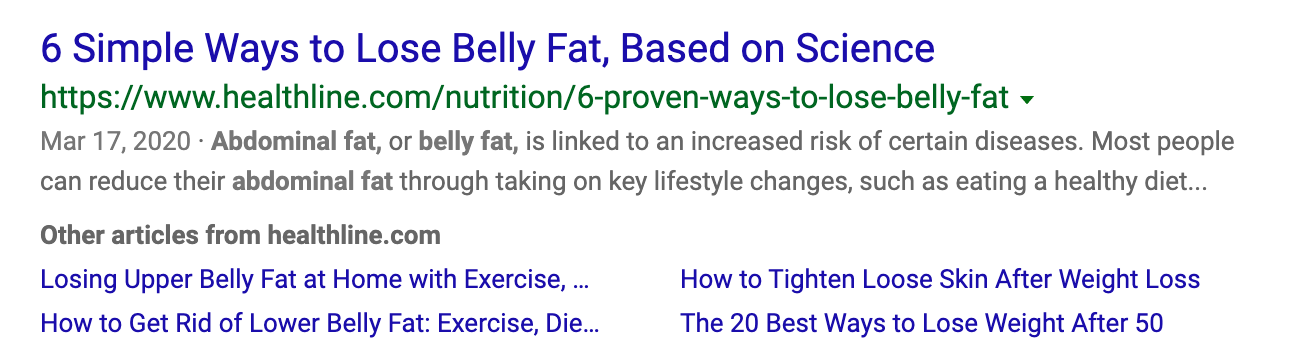 6 Simple Ways to Lose Belly Fat, Based on Science
https://www.healthline.com/nutrition/6-proven-ways-to-lose-belly-fat
Mar 17, 2020 · Abdominal fat, or belly fat, is linked to an increased risk of certain diseases. Most people
can reduce their abdominal fat through taking on key lifestyle changes, such as eating a healthy diet...
Other articles from healthline.com
Losing Upper Belly Fat at Home with Exercise, ...
How to Tighten Loose Skin After Weight Loss
How to Get Rid of Lower Belly Fat: Exercise, Die...
The 20 Best Ways to Lose Weight After 50